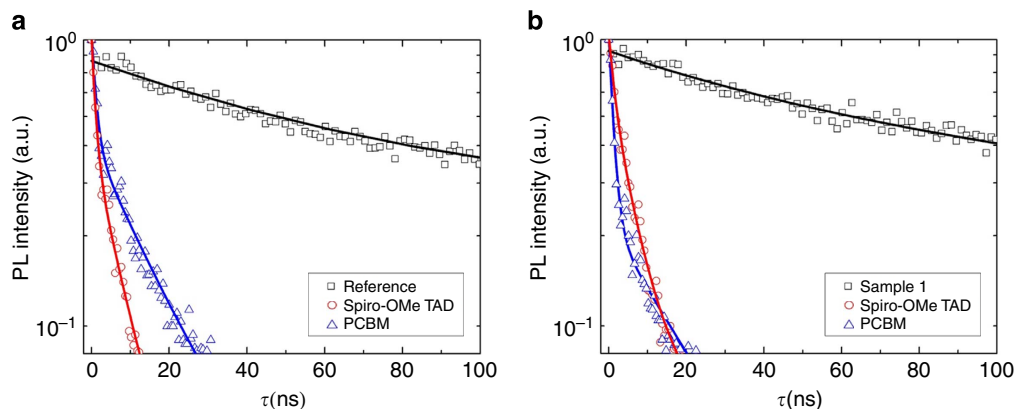 a
b
10⁰
10⁻¹
PL intensity (a.u.)
0 20 40 60 80 100
τ(ns)
Reference
Spiro-OMe TAD
PCBM
10⁰
10⁻¹
PL intensity (a.u.)
0 20 40 60 80 100
τ(ns)
Sample 1
Spiro-OMe TAD
PCBM